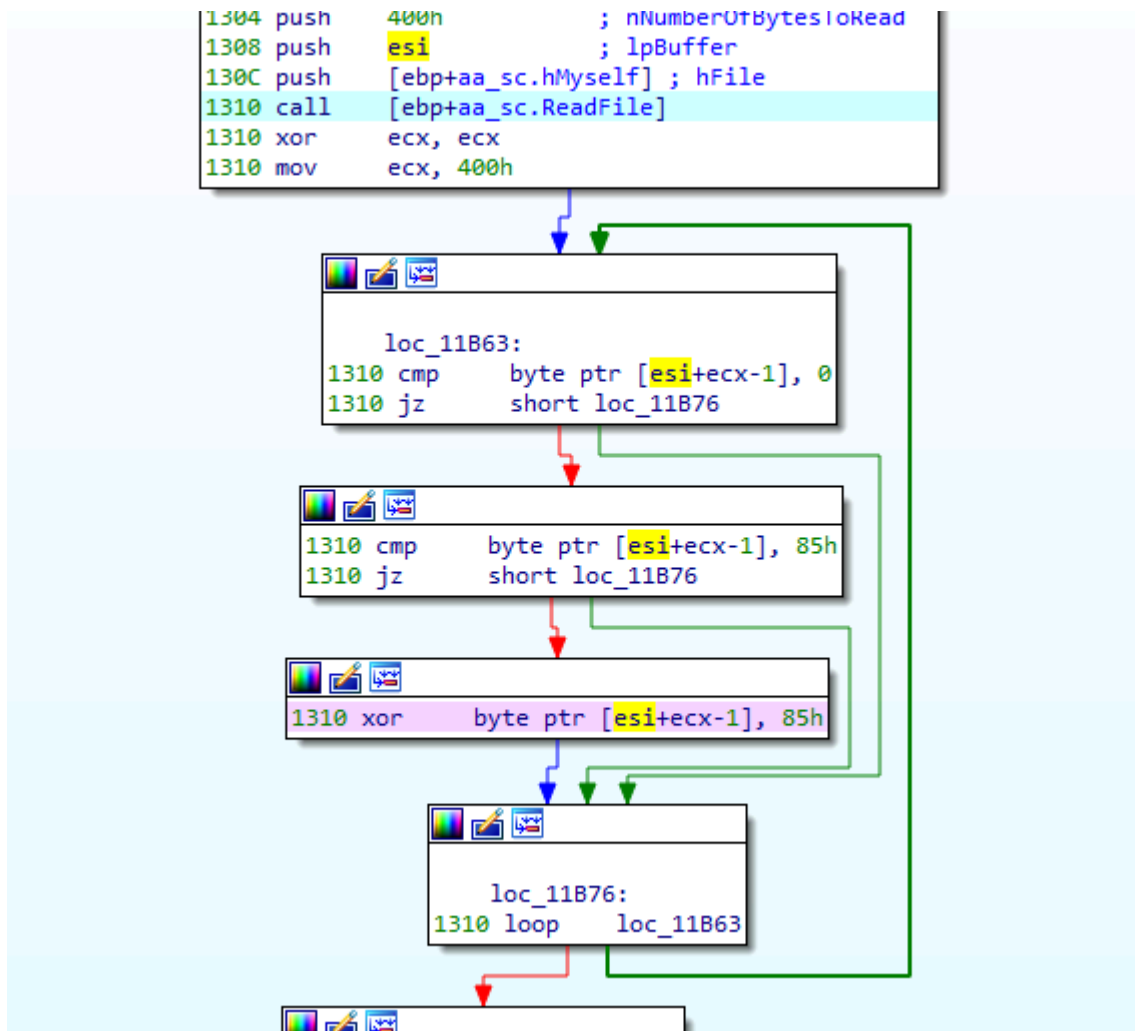 1304 push 400h ; nNumberOfBytesToRead
1308 push esi ; lpBuffer
130C push [ebp+aa_sc.hMyself] ; hFile
1310 call [ebp+aa_sc.ReadFile]
1310 xor ecx, ecx
1310 mov ecx, 400h
loc_11B63:
1310 cmp byte ptr [esi+ecx-1], 0
1310 jz short loc_11B76
1310 cmp byte ptr [esi+ecx-1], 85h
1310 jz short loc_11B76
1310 xor byte ptr [esi+ecx-1], 85h
loc_11B76:
1310 loop loc_11B63